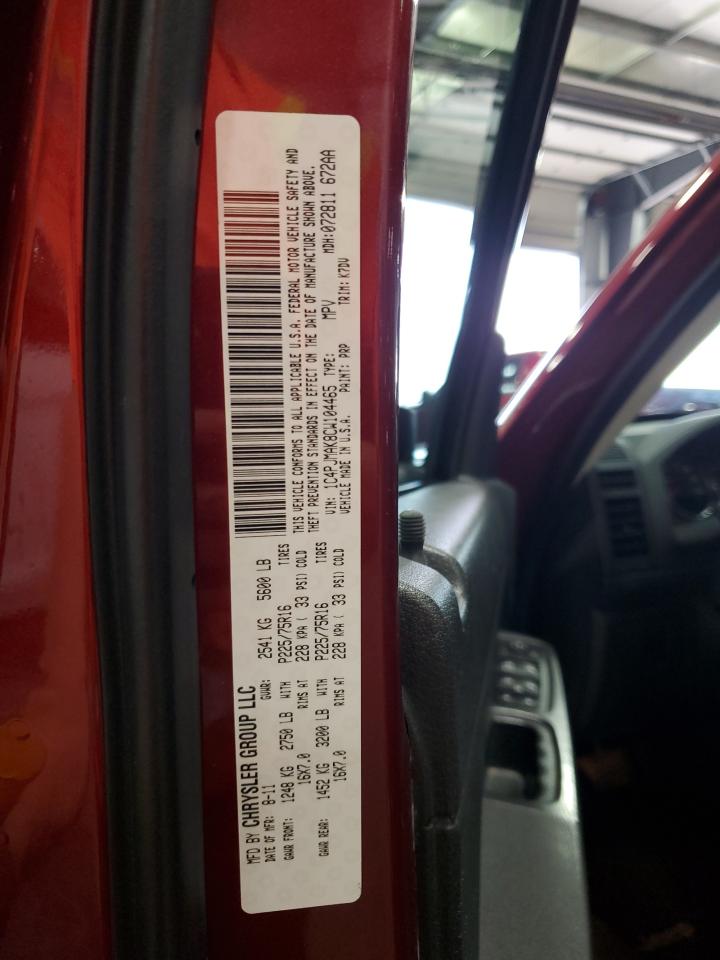 MFD BY CHRYSLER GROUP LLC
DATE OF MFR: 8-11 GVWR: 2541 KG 5600 LB
GAWR FRONT: 1248 KG 2750 LB WITH P225/75R16 TIRES
16X7.0 RIMS AT 228 KPA ( 33 PSI) COLD
GAWR REAR: 1452 KG 3200 LB WITH P225/75R16 TIRES
16X7.0 RIMS AT 228 KPA ( 33 PSI) COLD
THIS VEHICLE CONFORMS TO ALL APPLICABLE U.S.A. FEDERAL MOTOR VEHICLE SAFETY AND
THEFT PREVENTION STANDARDS IN EFFECT ON THE DATE OF MANUFACTURE SHOWN ABOVE.
VIN: 1C4PJMAK8CW104465 TYPE: MPV MDH:072811 672AA
VEHICLE MADE IN U.S.A. PAINT: PRP TRIM: K7DV